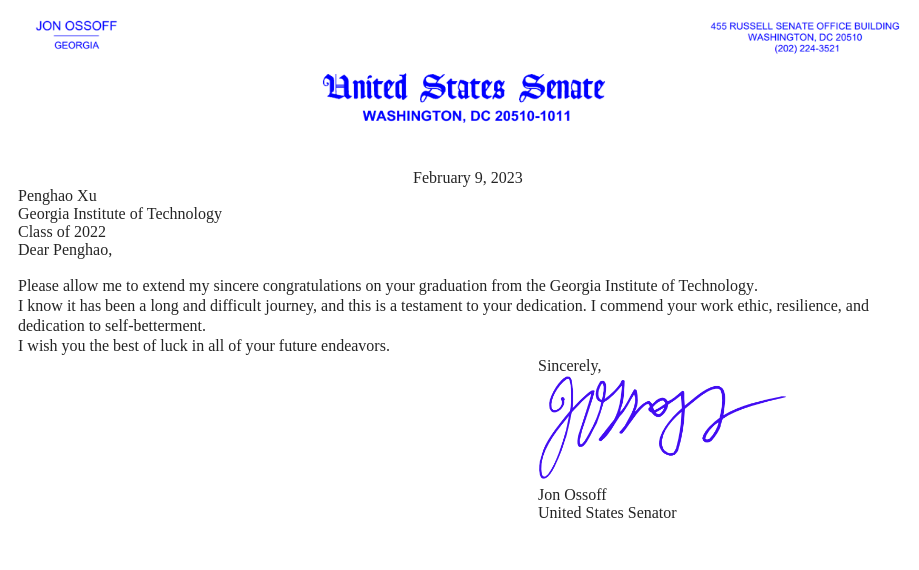 JON OSSOFF
GEORGIA
455 RUSSELL SENATE OFFICE BUILDING
WASHINGTON, DC 20510
(202) 224-3521
United States Senate
WASHINGTON, DC 20510-1011
February 9, 2023
Penghao Xu
Georgia Institute of Technology
Class of 2022
Dear Penghao,
Please allow me to extend my sincere congratulations on your graduation from the Georgia Institute of Technology.
I know it has been a long and difficult journey, and this is a testament to your dedication. I commend your work ethic, resilience, and
dedication to self-betterment.
I wish you the best of luck in all of your future endeavors.
Sincerely,
Jon Ossoff
United States Senator